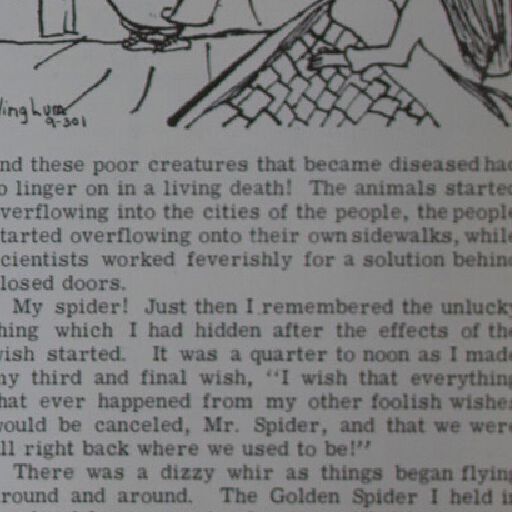 ing Lum
9-301
nd these poor creatures that became diseased had
o linger on in a living death! The animals started
verflowing into the cities of the people, the people
tarted overflowing onto their own sidewalks, while
cientists worked feverishly for a solution behind
losed doors.
My spider! Just then I remembered the unlucky
hing which I had hidden after the effects of the
ish started. It was a quarter to noon as I made
y third and final wish, "I wish that everything
hat ever happened from my other foolish wishes
ould be canceled, Mr. Spider, and that we were
ll right back where we used to be!"
There was a dizzy whir as things began flying
round and around. The Golden Spider I held in